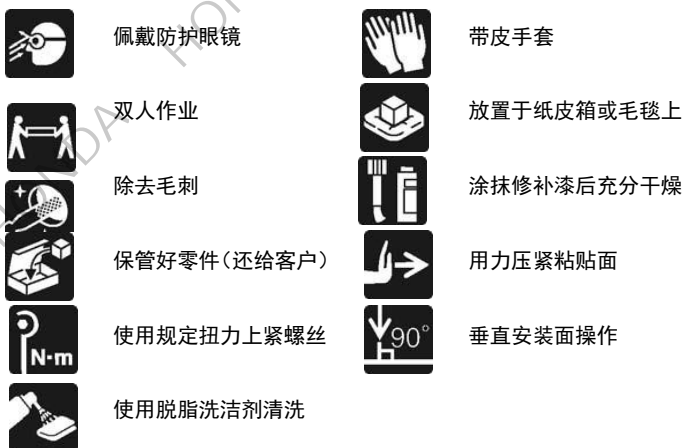 佩戴防护眼镜
带皮手套
双人作业
放置于纸皮箱或毛毯上
除去毛刺
涂抹修补漆后充分干燥
保管好零件（还给客户）
用力压紧粘贴面
N·m
使用规定扭力上紧螺丝
90°
垂直安装面操作
使用脱脂洗洁剂清洗
HONDA
HON